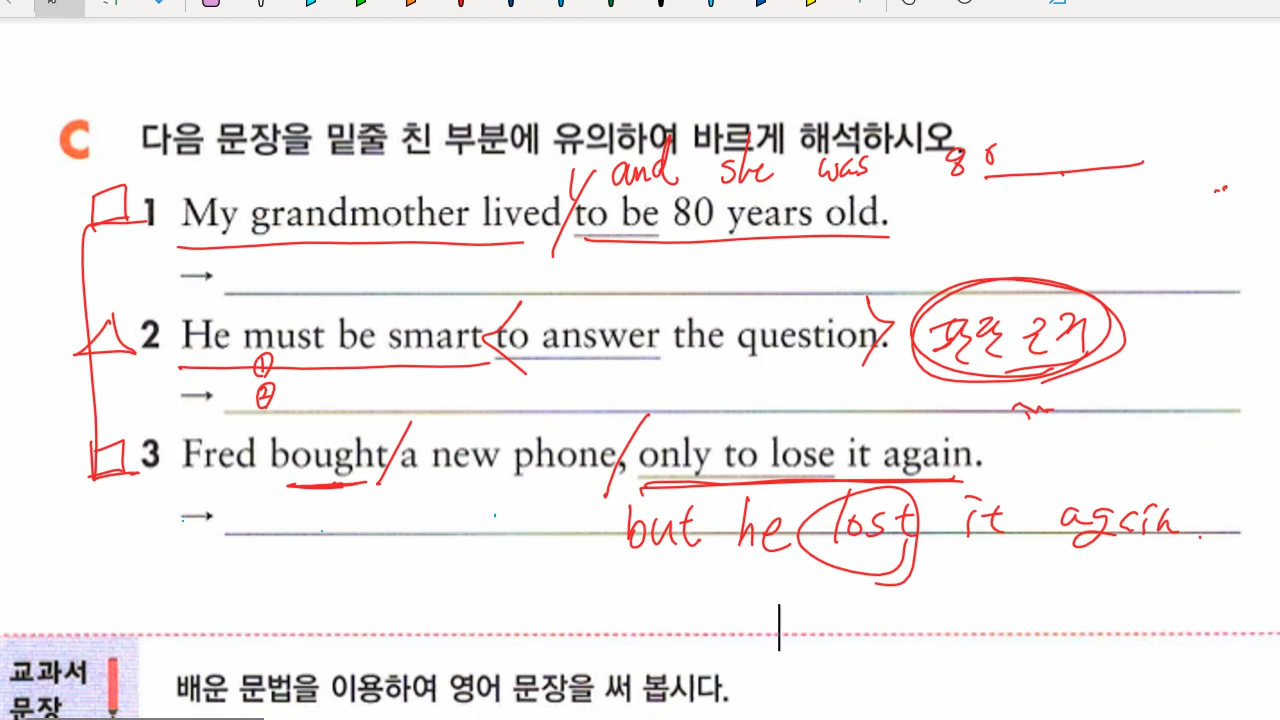 C 다음 문장을 밑줄 친 부분에 유의하여 바르게 해석하시오.
and she was 80
1 My grandmother lived to be 80 years old.
→
2 He must be smart to answer the question. 판단 근거
① 
→ ②
3 Fred bought a new phone, only to lose it again.
→ but he lost it again.
교과서
문장
배운 문법을 이용하여 영어 문장을 써 봅시다.